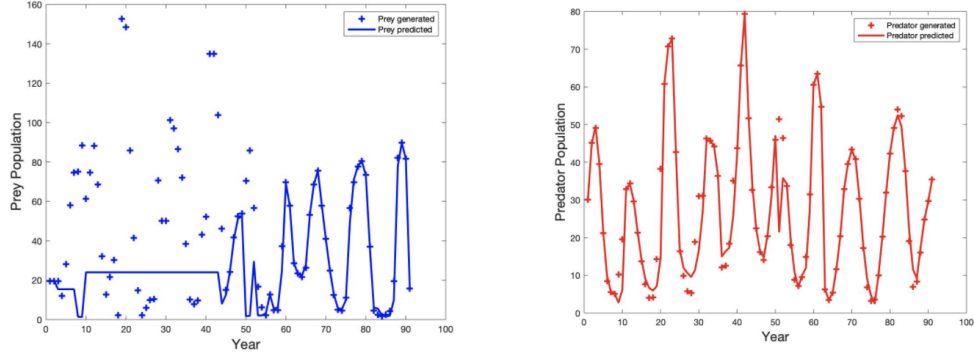 Prey generated
Prey predicted
160
140
120
100
80
60
40
20
0
Prey Population
0 10 20 30 40 50 60 70 80 90 100
Year
Predator generated
Predator predicted
80
70
60
50
40
30
20
10
0
Predator Population
0 10 20 30 40 50 60 70 80 90 100
Year